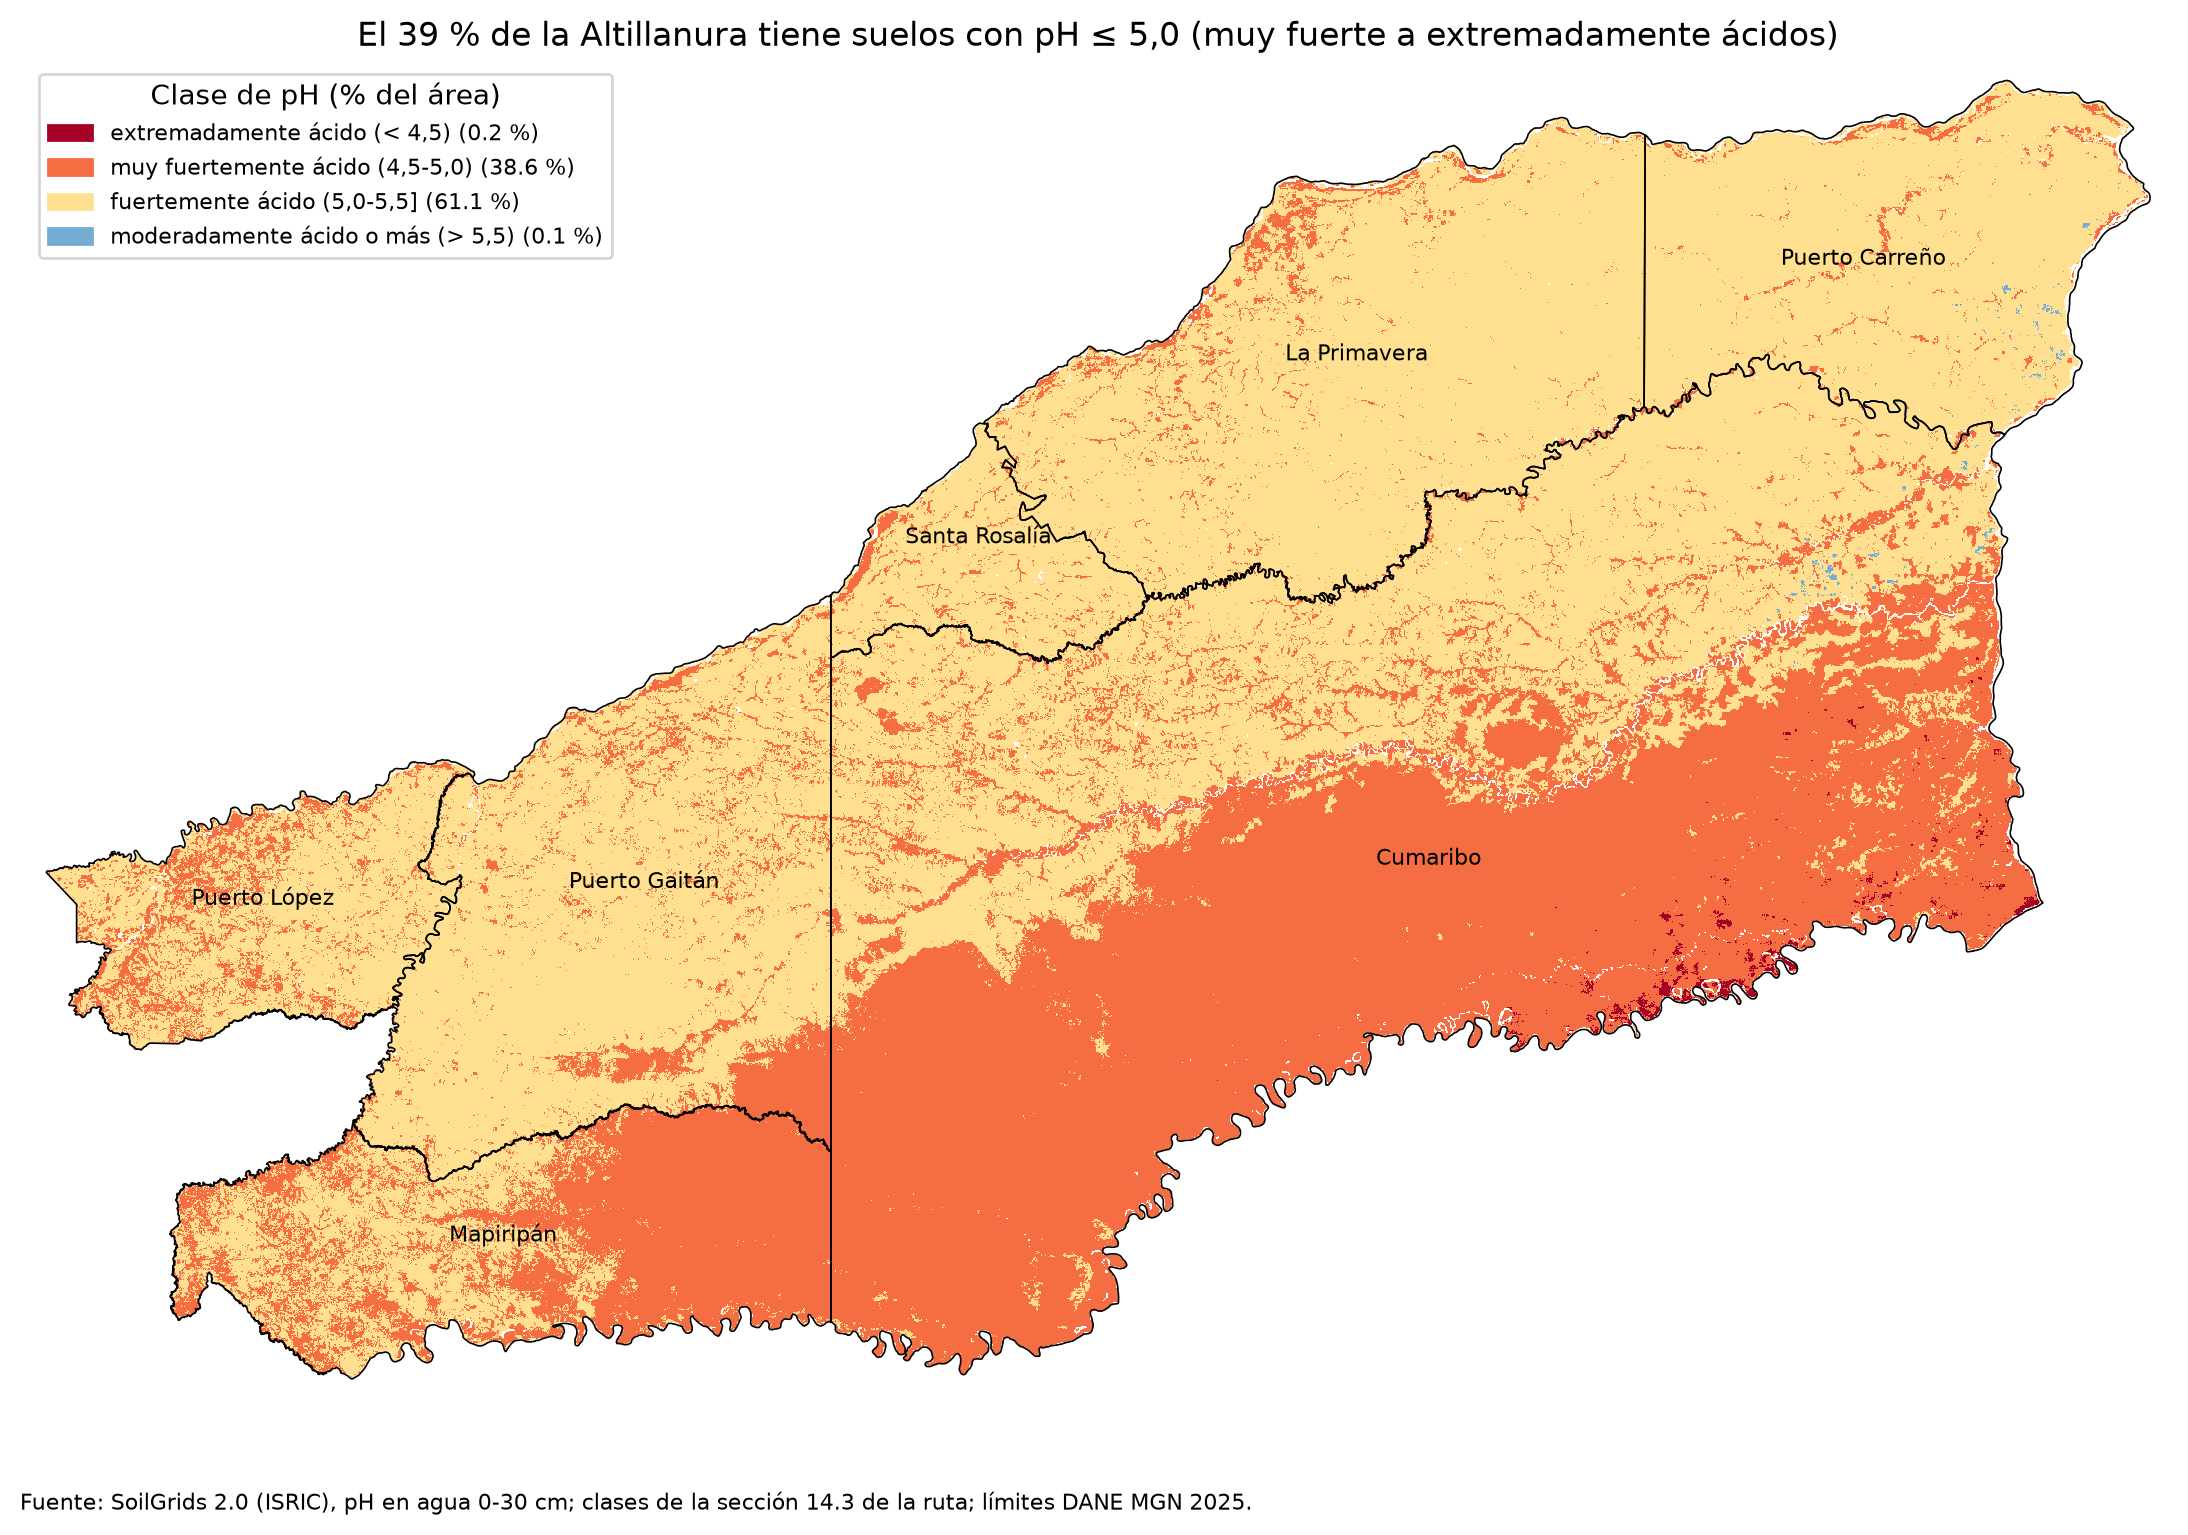 El 39 % de la Altillanura tiene suelos con pH ≤ 5,0 (muy fuerte a extremadamente ácidos)
Clase de pH (% del área)
extremadamente ácido (< 4,5) (0.2 %)
muy fuertemente ácido (4,5-5,0) (38.6 %)
fuertemente ácido (5,0-5,5] (61.1 %)
moderadamente ácido o más (> 5,5) (0.1 %)
Puerto Carreño
La Primavera
Santa Rosalía
Cumaribo
Puerto Gaitán
Puerto López
Mapiripán
Fuente: SoilGrids 2.0 (ISRIC), pH en agua 0-30 cm; clases de la sección 14.3 de la ruta; límites DANE MGN 2025.